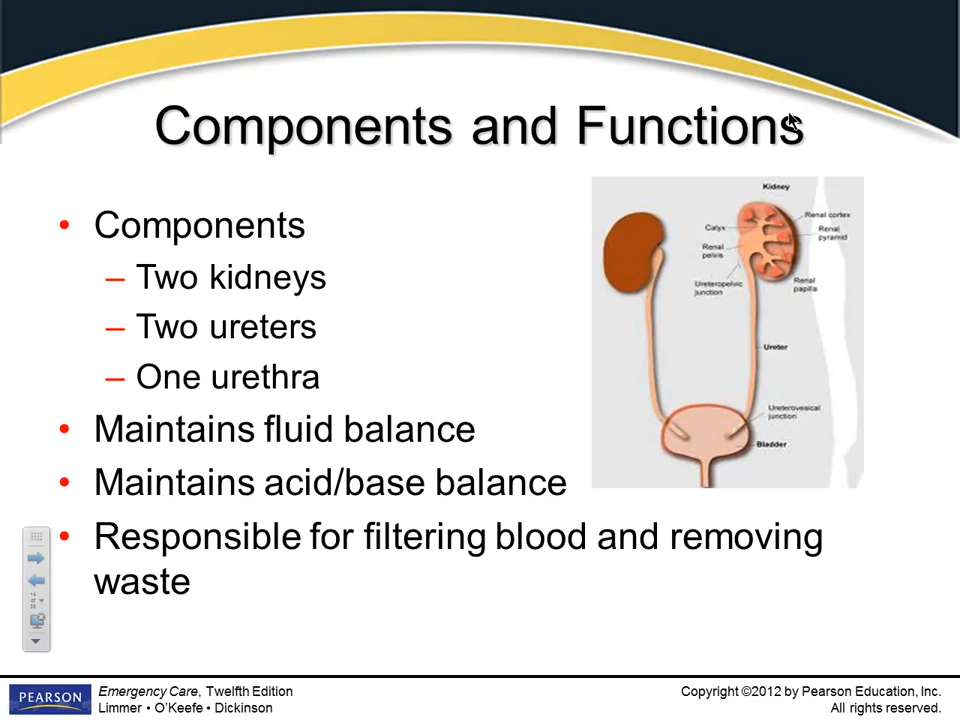 Components and Functions
• Components
– Two kidneys
– Two ureters
– One urethra
• Maintains fluid balance
• Maintains acid/base balance
• Responsible for filtering blood and removing
waste
Kidney
Renal cortex
Calyx
Renal
pyramid
Renal
pelvis
Renal
papilla
Ureteropelvic
junction
Ureter
Ureterovesical
junction
Bladder
PEARSON
Emergency Care, Twelfth Edition
Limmer • O’Keefe • Dickinson
Copyright ©2012 by Pearson Education, Inc.
All rights reserved.